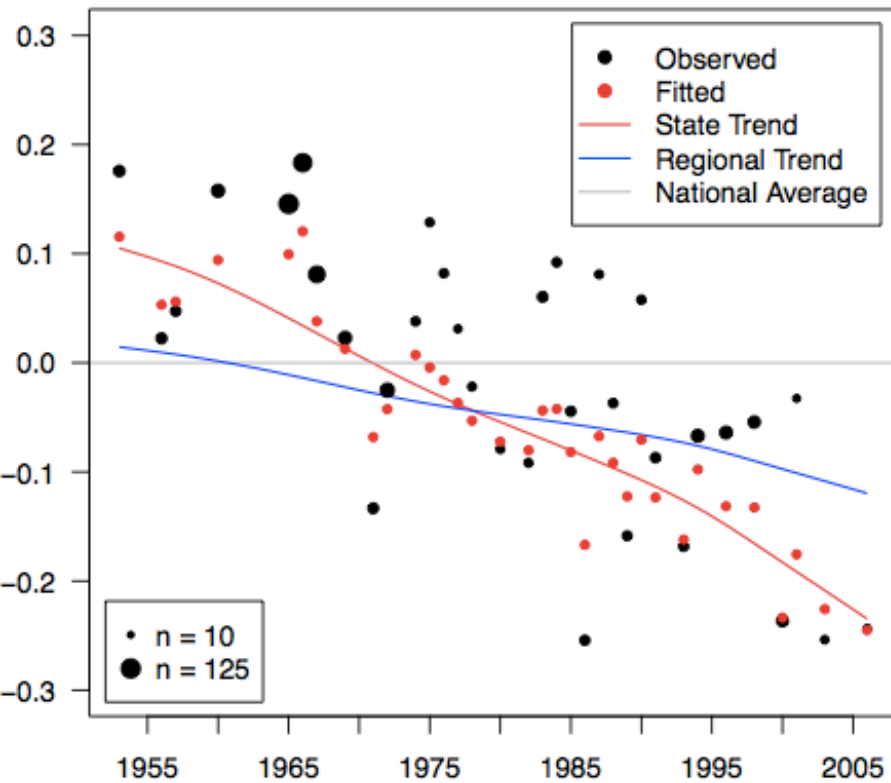 0.3
0.2
0.1
0.0
−0.1
−0.2
−0.3
Observed
Fitted
State Trend
Regional Trend
National Average
n = 10
n = 125
1955 1965 1975 1985 1995 2005